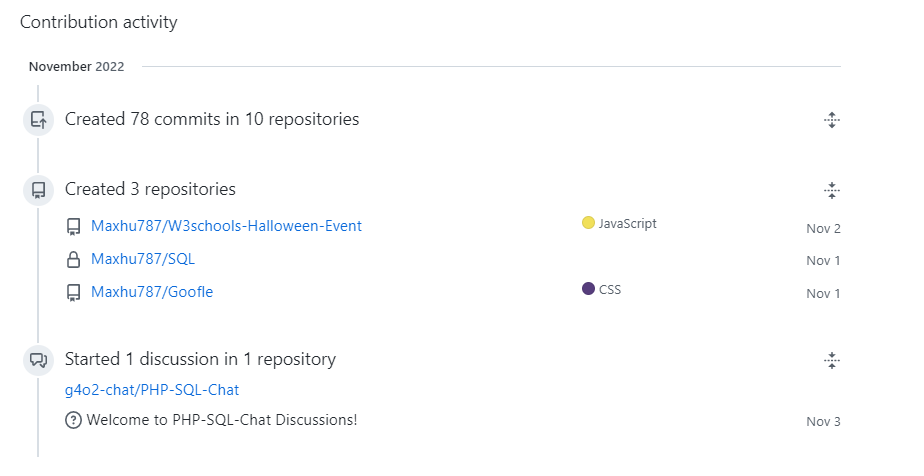 Contribution activity
November 2022
Created 78 commits in 10 repositories
Created 3 repositories
Maxhu787/W3schools-Halloween-Event JavaScript Nov 2
Maxhu787/SQL Nov 1
Maxhu787/Goofle CSS Nov 1
Started 1 discussion in 1 repository
g4o2-chat/PHP-SQL-Chat
Welcome to PHP-SQL-Chat Discussions! Nov 3